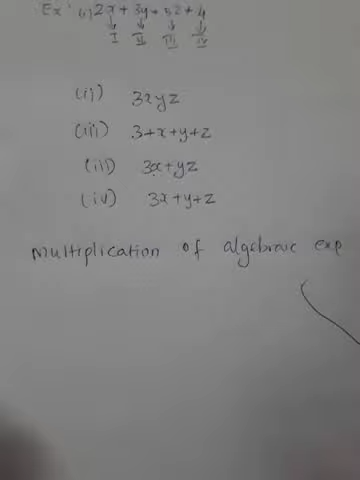 Ex: (i) 2x + 3y + 5z + 4
I II III IV
(ii) 3xyz
(iii) 3+x+y+z
(iii) 3x+yz
(iv) 3x+y+z
Multiplication of algebraic exp